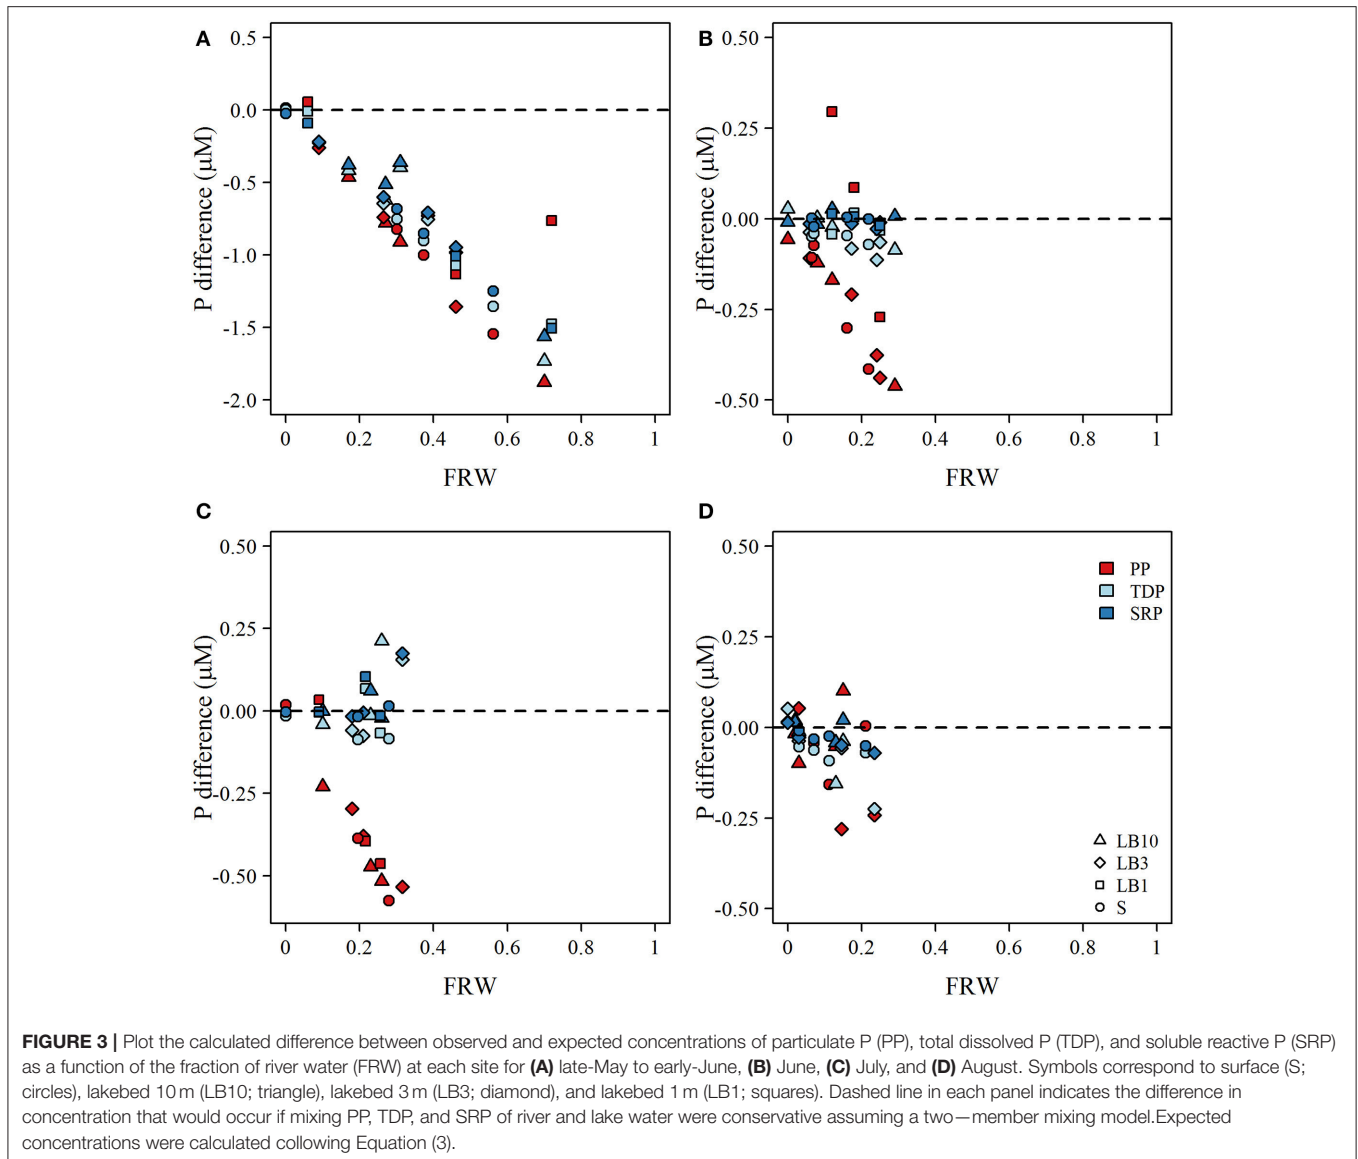 A
B
0.5
0.0
-0.5
-1.0
-1.5
-2.0
P difference (µM)
0 0.2 0.4 0.6 0.8 1
FRW
0.50
0.25
0.00
-0.25
-0.50
P difference (µM)
0 0.2 0.4 0.6 0.8 1
FRW
C
D
0.50
0.25
0.00
-0.25
-0.50
P difference (µM)
0 0.2 0.4 0.6 0.8 1
FRW
0.50
0.25
0.00
-0.25
-0.50
P difference (µM)
PP
TDP
SRP
LB10
LB3
LB1
S
0 0.2 0.4 0.6 0.8 1
FRW
FIGURE 3 | Plot the calculated difference between observed and expected concentrations of particulate P (PP), total dissolved P (TDP), and soluble reactive P (SRP)
as a function of the fraction of river water (FRW) at each site for (A) late-May to early-June, (B) June, (C) July, and (D) August. Symbols correspond to surface (S;
circles), lakebed 10 m (LB10; triangle), lakebed 3 m (LB3; diamond), and lakebed 1 m (LB1; squares). Dashed line in each panel indicates the difference in
concentration that would occur if mixing PP, TDP, and SRP of river and lake water were conservative assuming a two—member mixing model.Expected
concentrations were calculated collowing Equation (3).